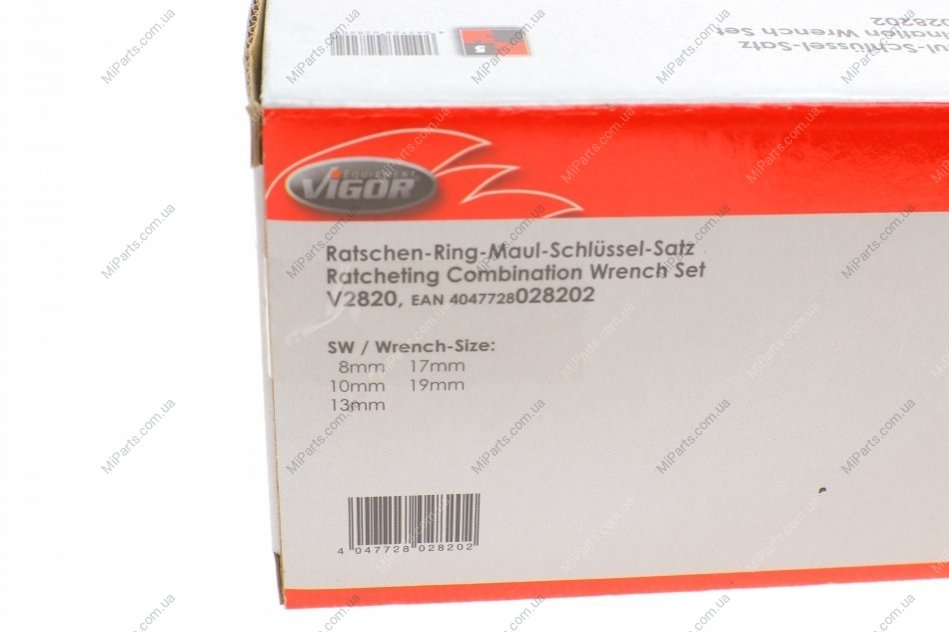 EQUIPMENT
VIGOR
Ratschen-Ring-Maul-Schlüssel-Satz
Ratcheting Combination Wrench Set
V2820, EAN 4047728028202
SW / Wrench-Size:
8mm 17mm
10mm 19mm
13mm
4 047728 028202
MiParts.com.ua